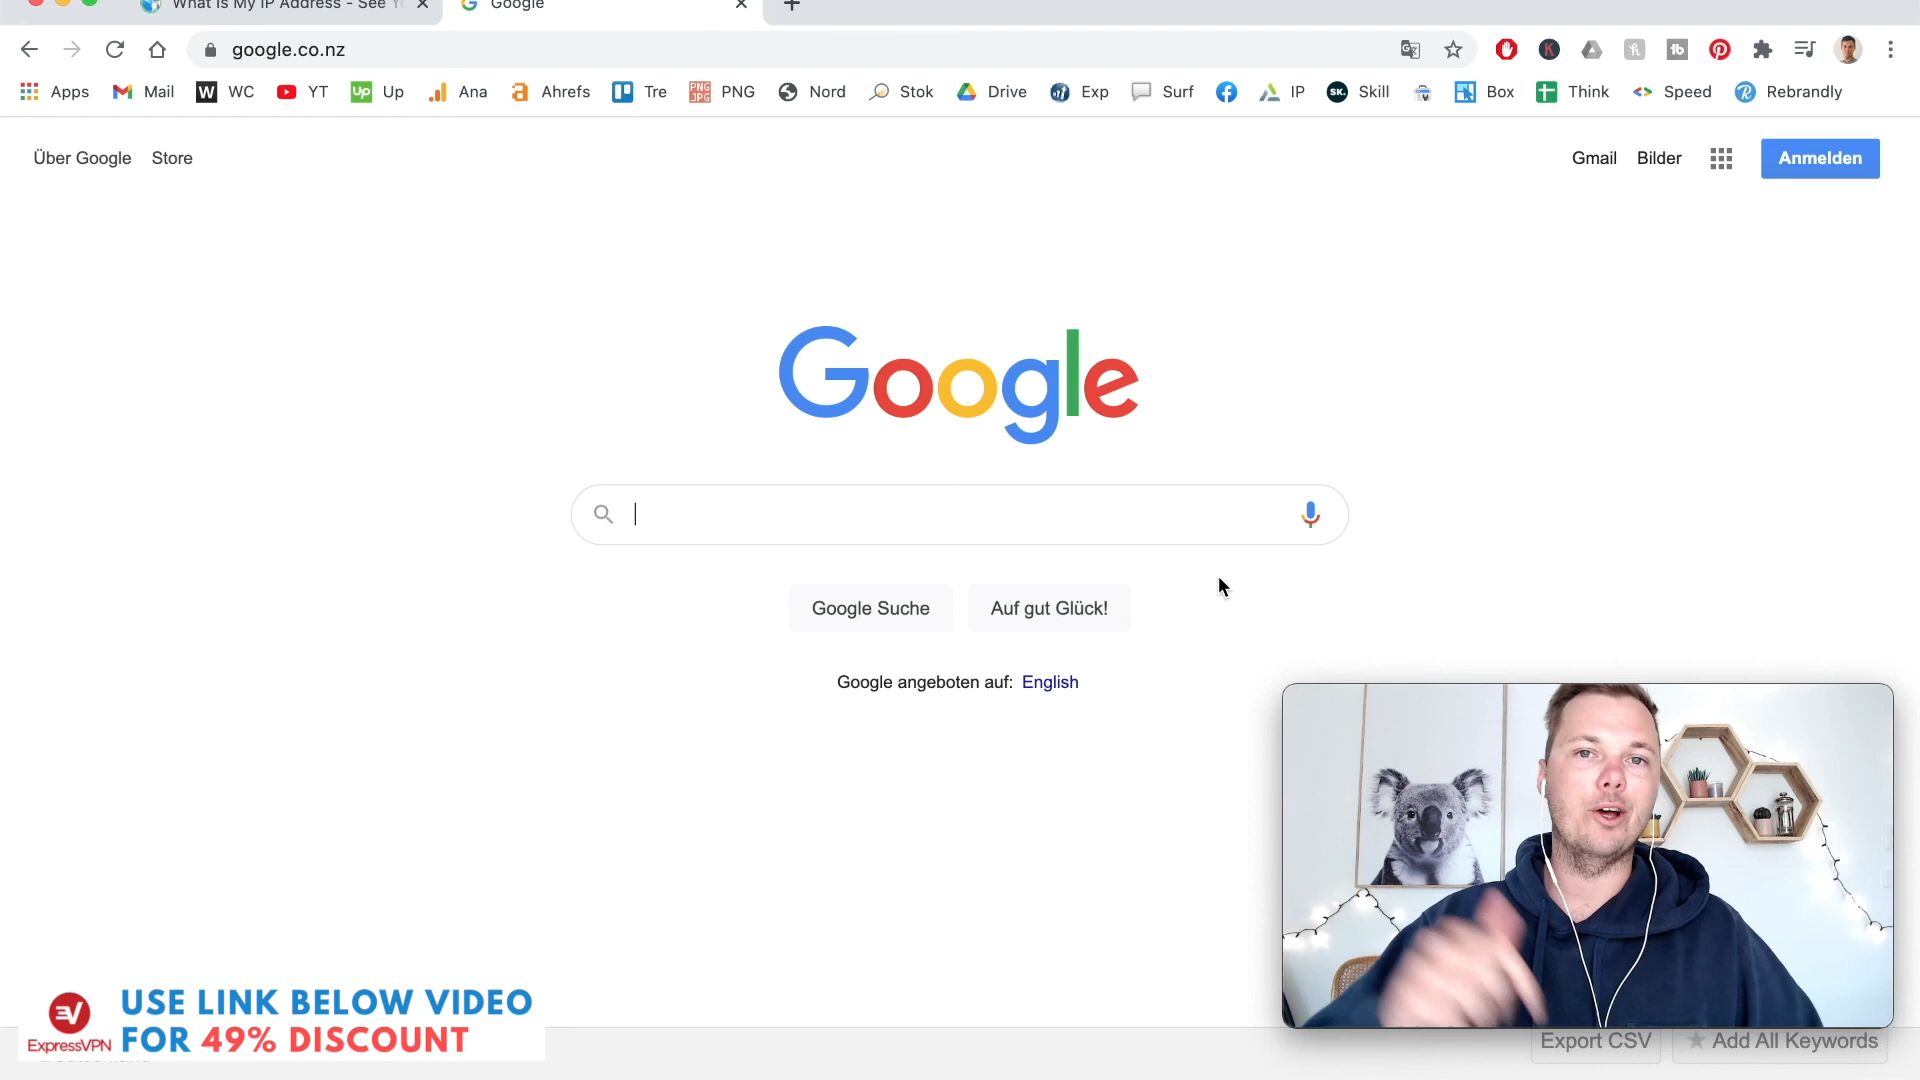 What Is My IP Address - See Yo
Google
google.co.nz
Apps Mail WC YT Up Ana Ahrefs Tre PNG Nord Stok Drive Exp Surf IP Skill Box Think Speed Rebrandly
Über Google Store
Gmail Bilder Anmelden
Google
Google Suche Auf gut Glück!
Google angeboten auf: English
USE LINK BELOW VIDEO
FOR 49% DISCOUNT
ExpressVPN
Export CSV
Add All Keywords